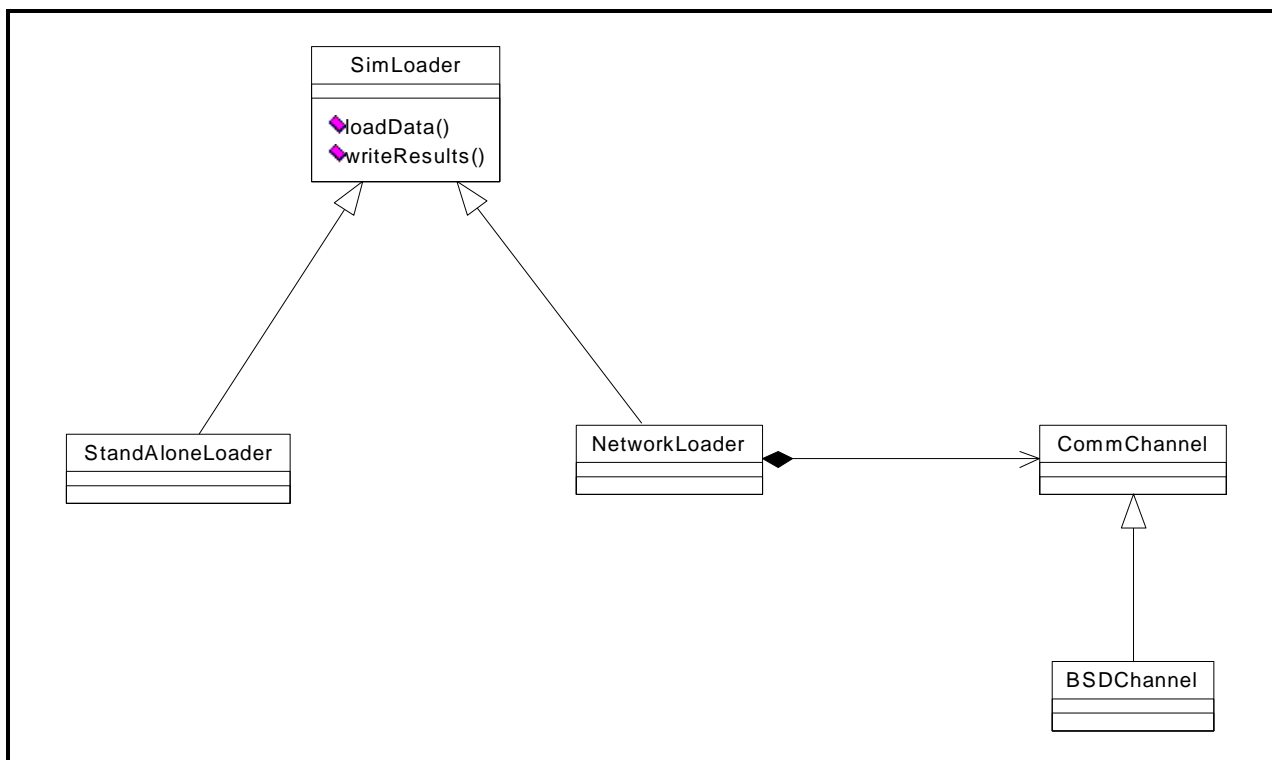 SimLoader
loadData()
writeResults()
StandAloneLoader
NetworkLoader
CommChannel
BSDChannel